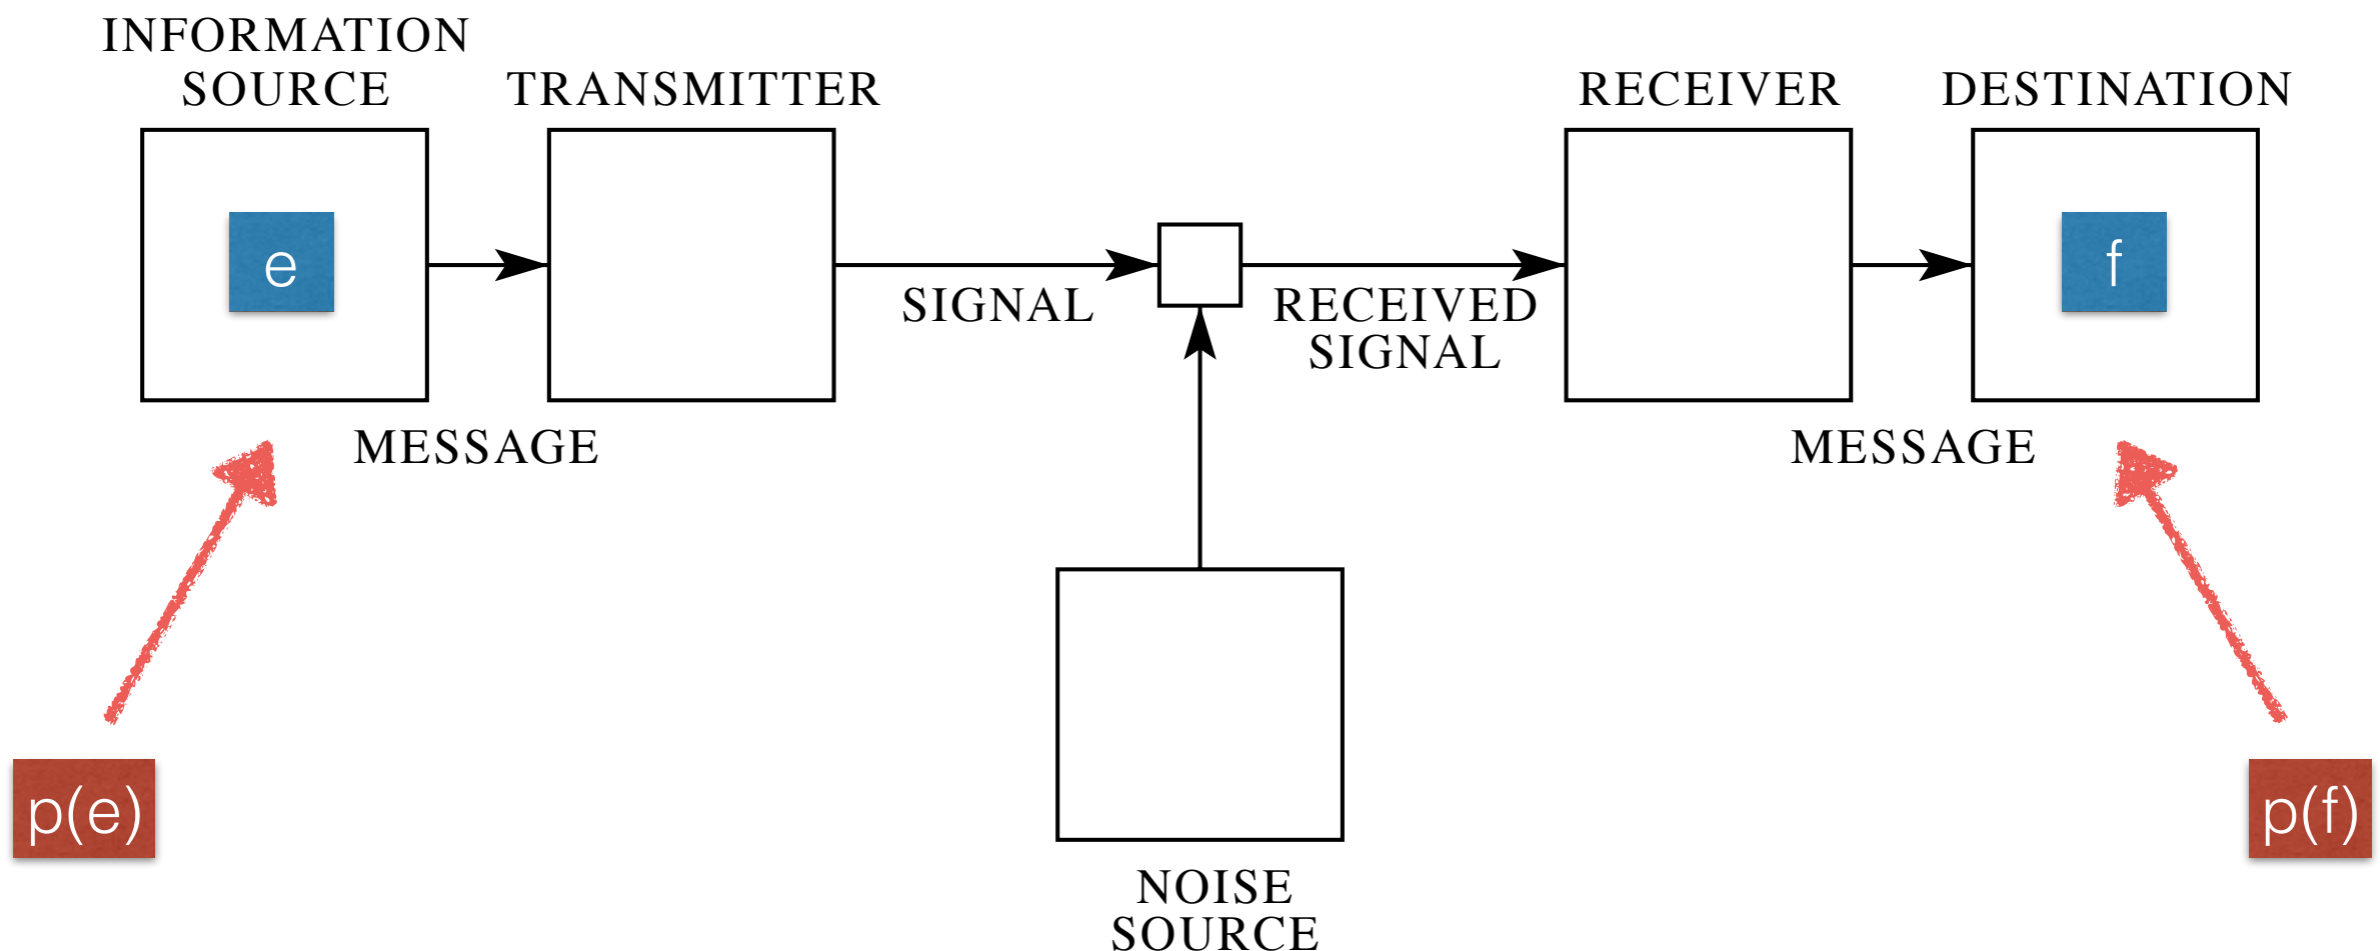 INFORMATION
SOURCE
TRANSMITTER
RECEIVER
DESTINATION
e
f
SIGNAL
RECEIVED
SIGNAL
MESSAGE
MESSAGE
p(e)
p(f)
NOISE
SOURCE